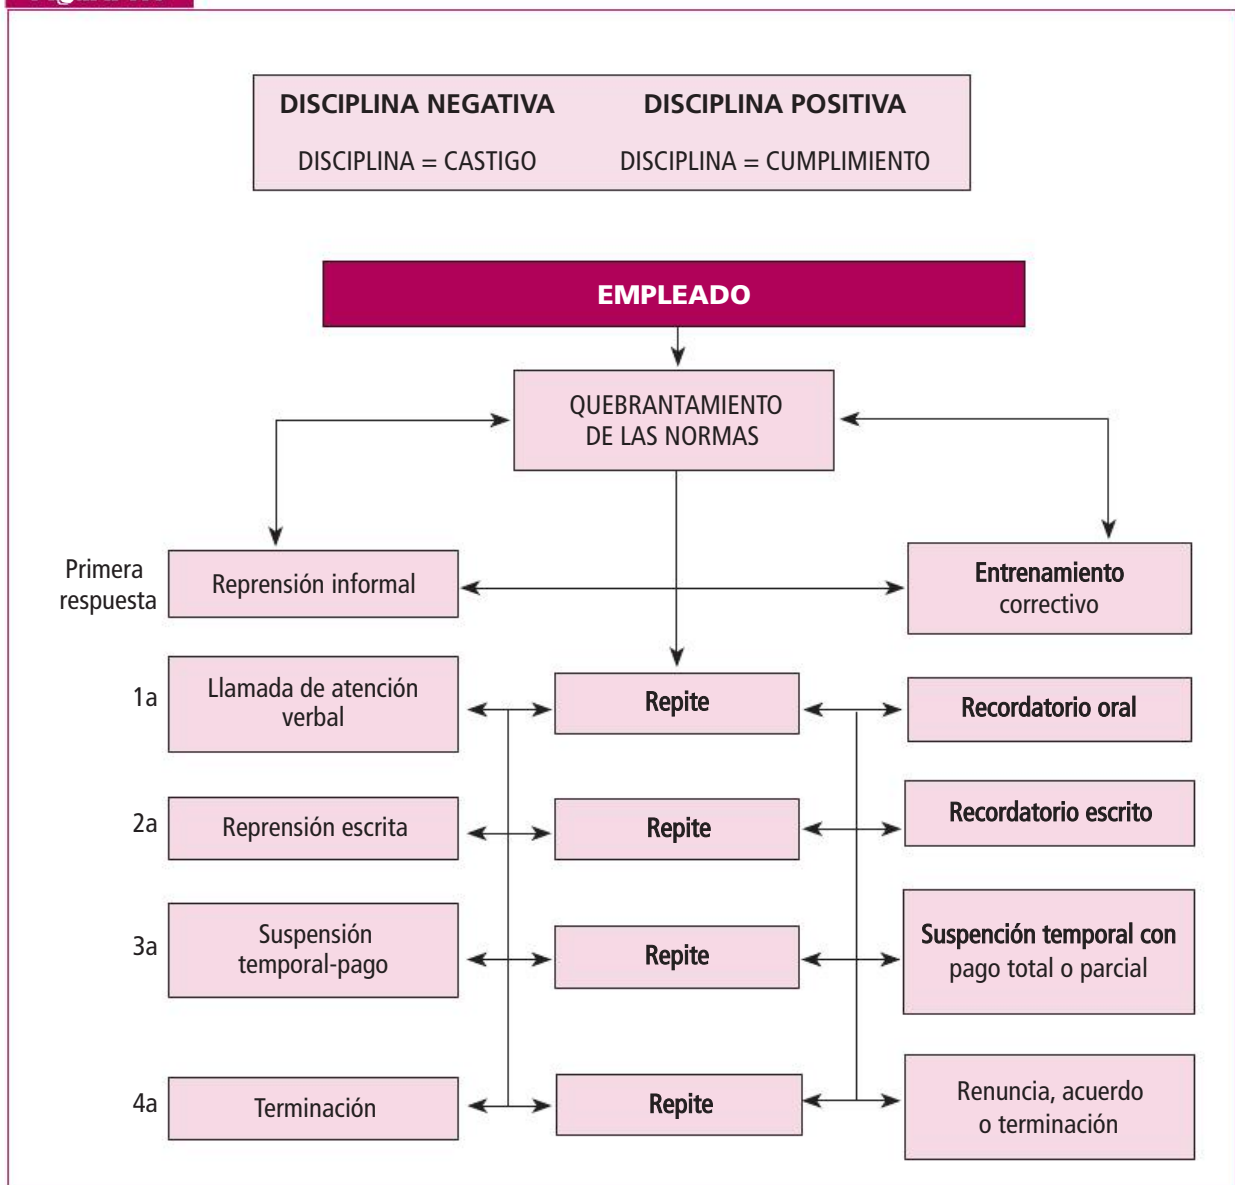 DISCIPLINA NEGATIVA DISCIPLINA POSITIVA
DISCIPLINA = CASTIGO DISCIPLINA = CUMPLIMIENTO
EMPLEADO
QUEBRANTAMIENTO
DE LAS NORMAS
Primera
respuesta
Reprensión informal
Entrenamiento
correctivo
1a
Llamada de atención
verbal
Repite
Recordatorio oral
2a
Reprensión escrita
Repite
Recordatorio escrito
3a
Suspensión
temporal-pago
Repite
Suspención temporal con
pago total o parcial
4a
Terminación
Repite
Renuncia, acuerdo
o terminación